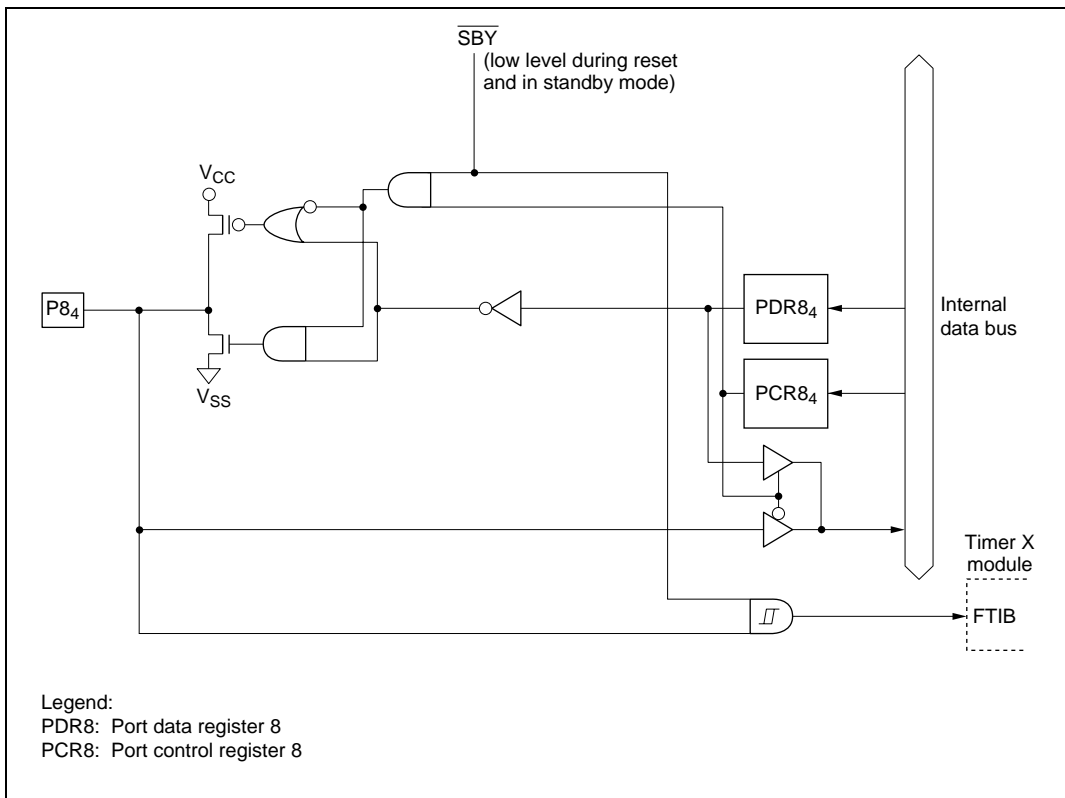 SBY
(low level during reset
and in standby mode)
VCC
P84
VSS
PDR84
PCR84
Internal
data bus
Timer X
module
FTIB
Legend:
PDR8: Port data register 8
PCR8: Port control register 8